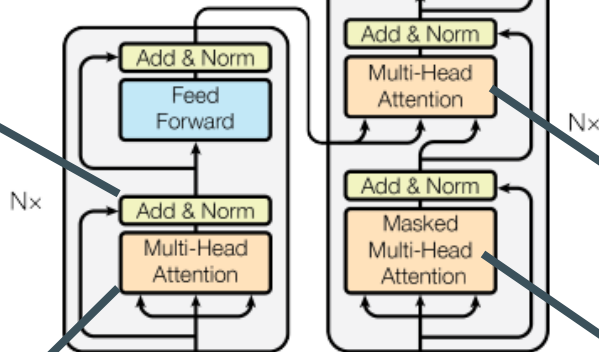 Add & Norm
Feed
Forward
Nx
Add & Norm
Multi-Head
Attention
Add & Norm
Multi-Head
Attention
Nx
Add & Norm
Masked
Multi-Head
Attention